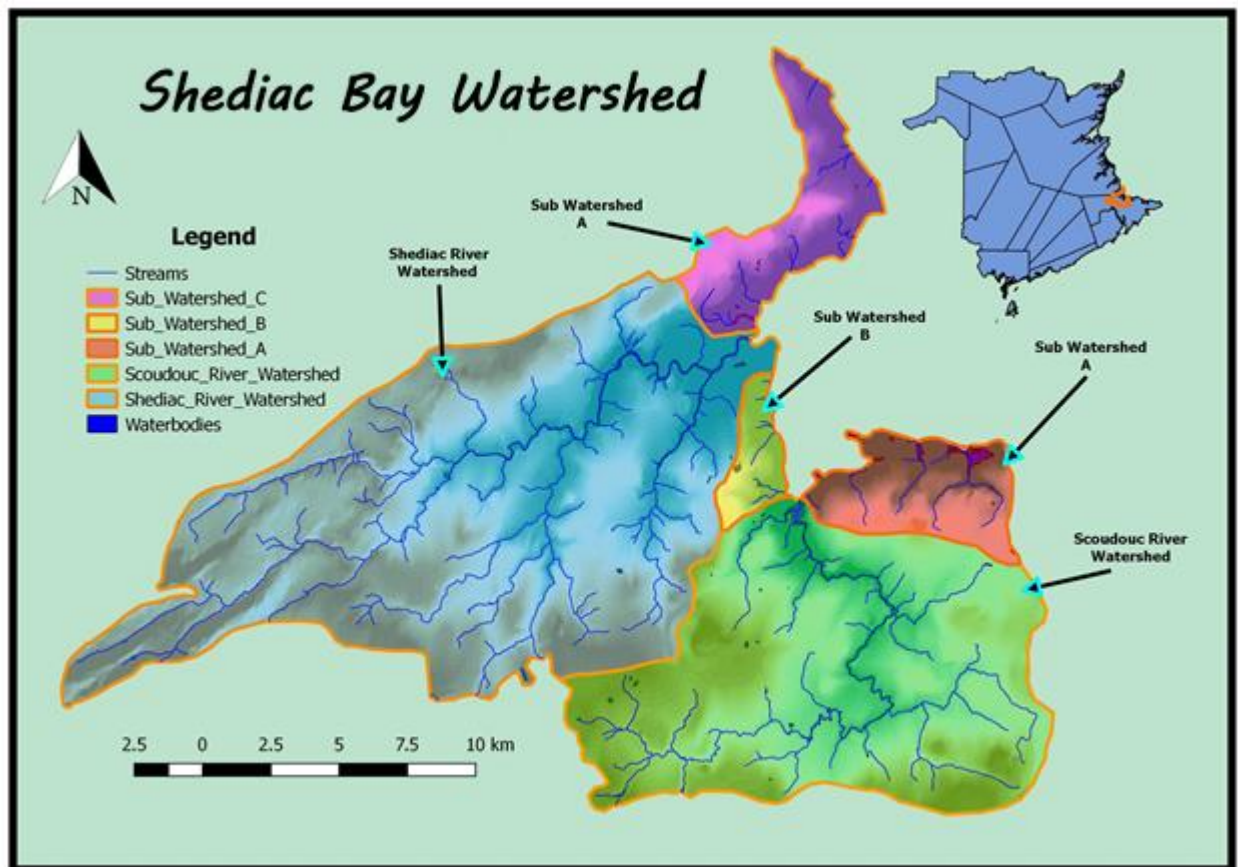 Shediac Bay Watershed
N
Legend
Streams
Sub_Watershed_C
Sub_Watershed_B
Sub_Watershed_A
Scoudouc_River_Watershed
Shediac_River_Watershed
Waterbodies
Shediac River
Watershed
Sub Watershed
A
Sub Watershed
B
Sub Watershed
A
Scoudouc River
Watershed
2.5 0 2.5 5 7.5 10 km